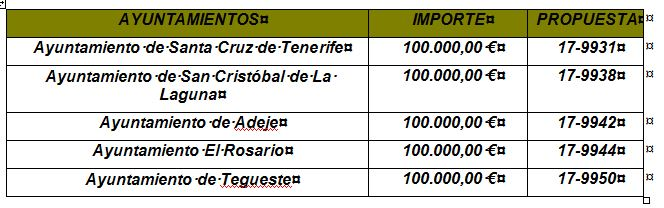 AYUNTAMIENTOS¤ IMPORTE¤ PROPUESTA¤ ¤
Ayuntamiento·de·Santa·Cruz·de·Tenerife¤ 100.000,00·€¤ 17-9931¤ ¤
Ayuntamiento·de·San·Cristóbal·de·La· 100.000,00·€¤ 17-9938¤ ¤
Laguna¤
Ayuntamiento·de·Adeje¤ 100.000,00·€¤ 17-9942¤ ¤
Ayuntamiento·El·Rosario¤ 100.000,00·€¤ 17-9944¤ ¤
Ayuntamiento·de·Tegueste¤ 100.000,00·€¤ 17-9950¤ ¤